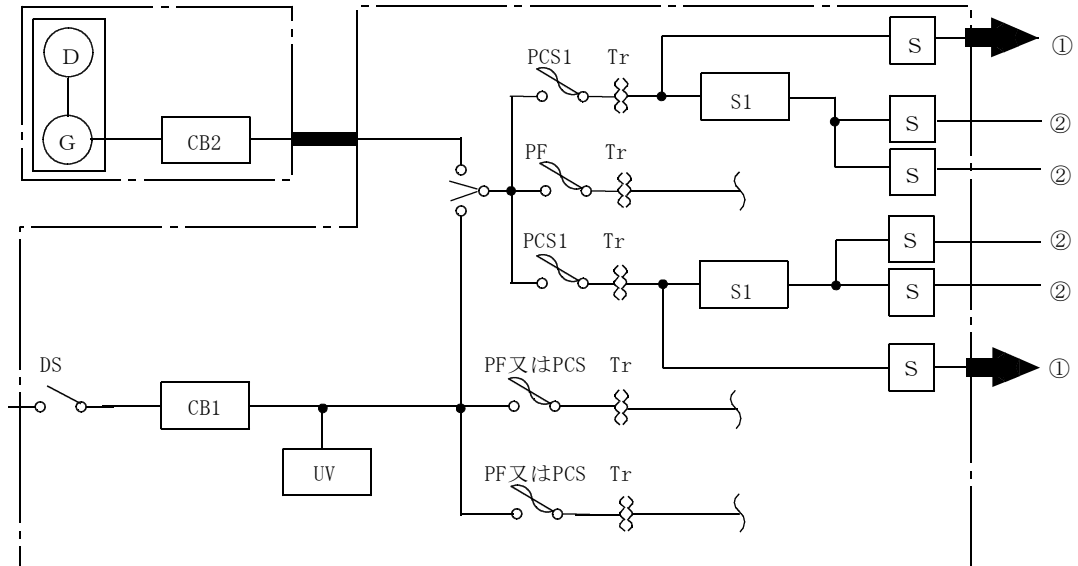 D
G
CB2
PCS1 Tr
S1
S ①
S ②
S ②
PF Tr
PCS1 Tr
S1
S ②
S ②
S ①
DS
CB1
UV
PF又はPCS Tr
PF又はPCS Tr